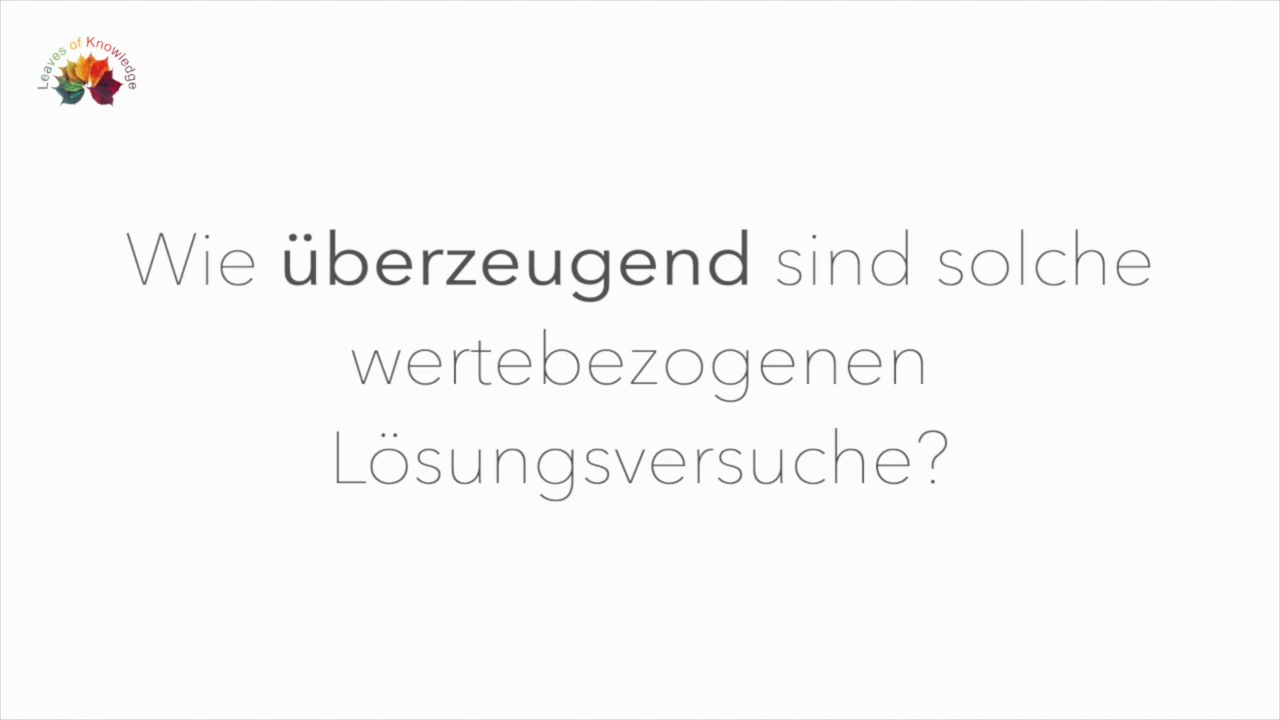 Leaves of Knowledge
Wie überzeugend sind solche
wertebezogenen
Lösungsversuche?